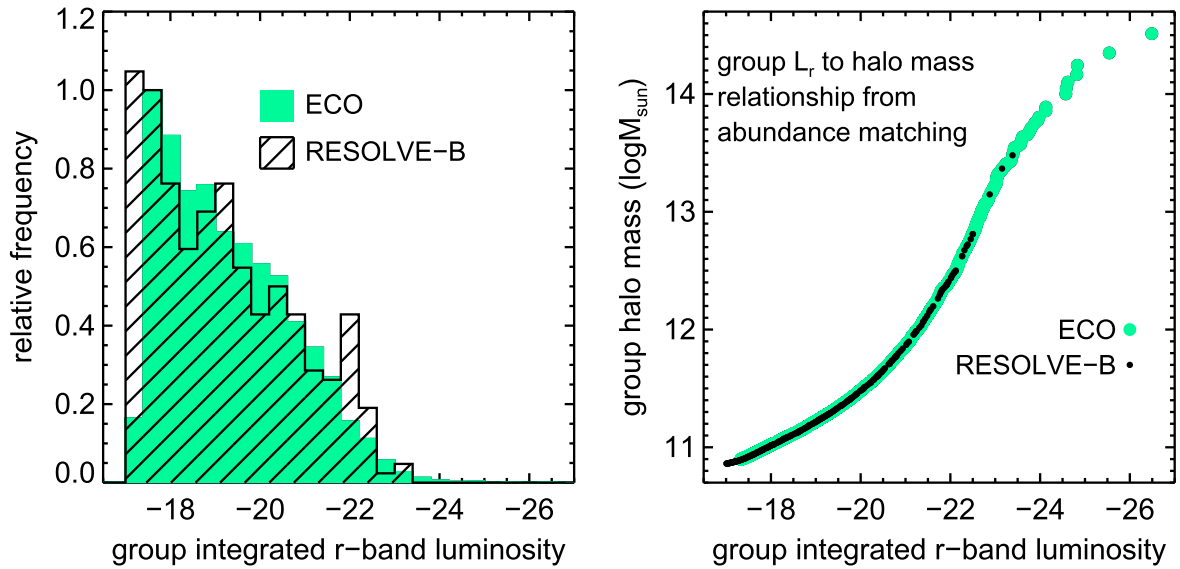 1.2
1.0
0.8
0.6
0.4
0.2
0.0
relative frequency
ECO
RESOLVE−B
−18 −20 −22 −24 −26
group integrated r−band luminosity
group Lr to halo mass
relationship from
abundance matching
14
13
12
11
group halo mass (logMsun)
ECO
RESOLVE−B
−18 −20 −22 −24 −26
group integrated r−band luminosity